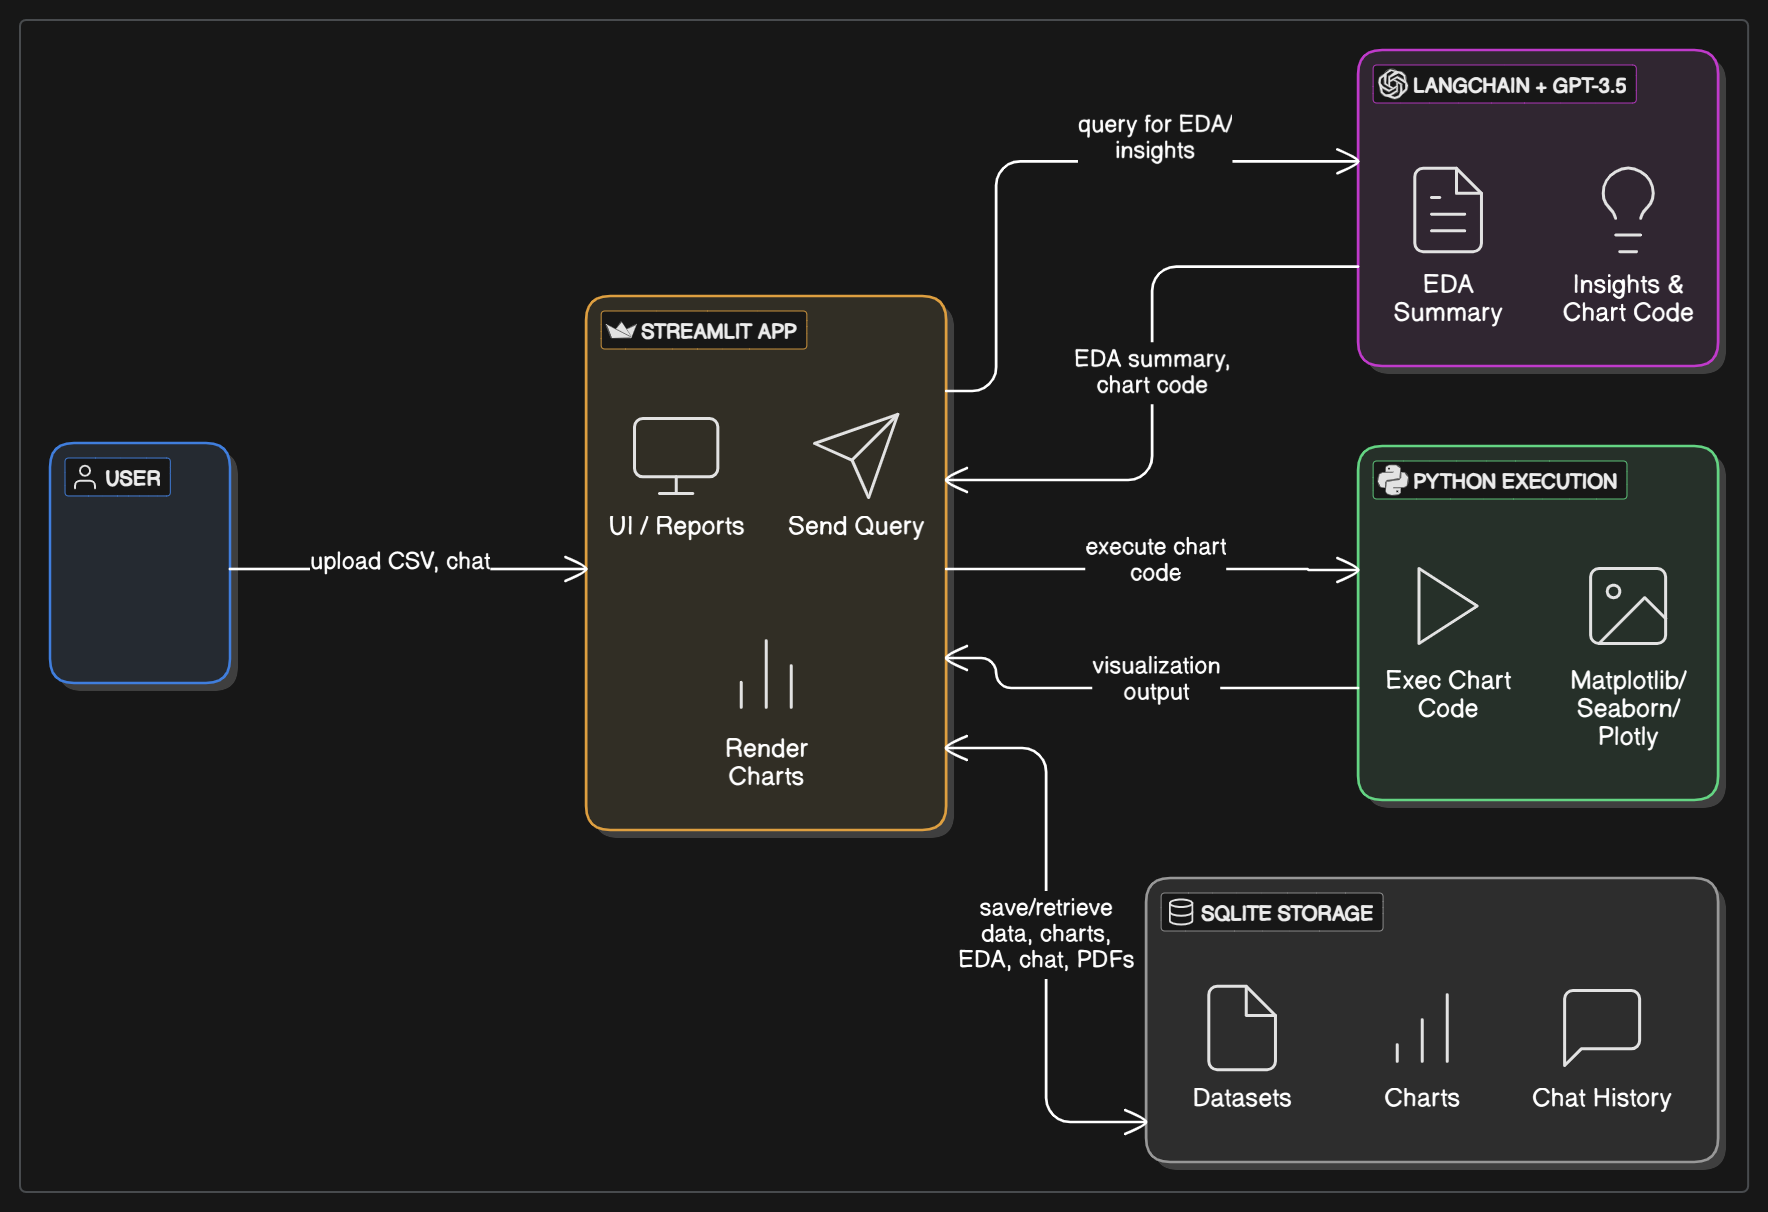 USER
upload CSV, chat
STREAMLIT APP
UI / Reports
Send Query
Render
Charts
query for EDA/
insights
EDA summary,
chart code
execute chart
code
visualization
output
save/retrieve
data, charts,
EDA, chat, PDFs
LANGCHAIN + GPT-3.5
EDA
Summary
Insights &
Chart Code
PYTHON EXECUTION
Exec Chart
Code
Matplotlib/
Seaborn/
Plotly
SQLITE STORAGE
Datasets
Charts
Chat History